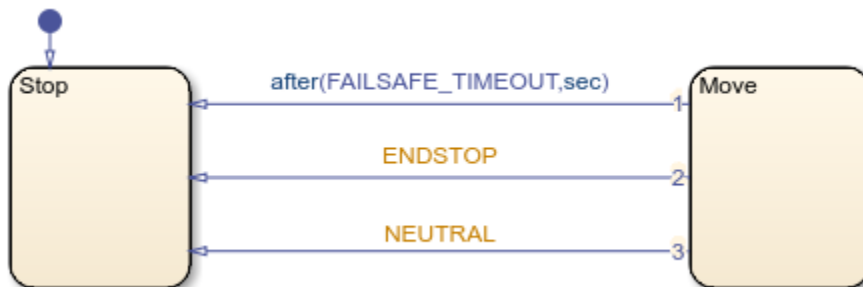 Stop
after(FAILSAFE_TIMEOUT,sec)
1
Move
ENDSTOP
2
NEUTRAL
3